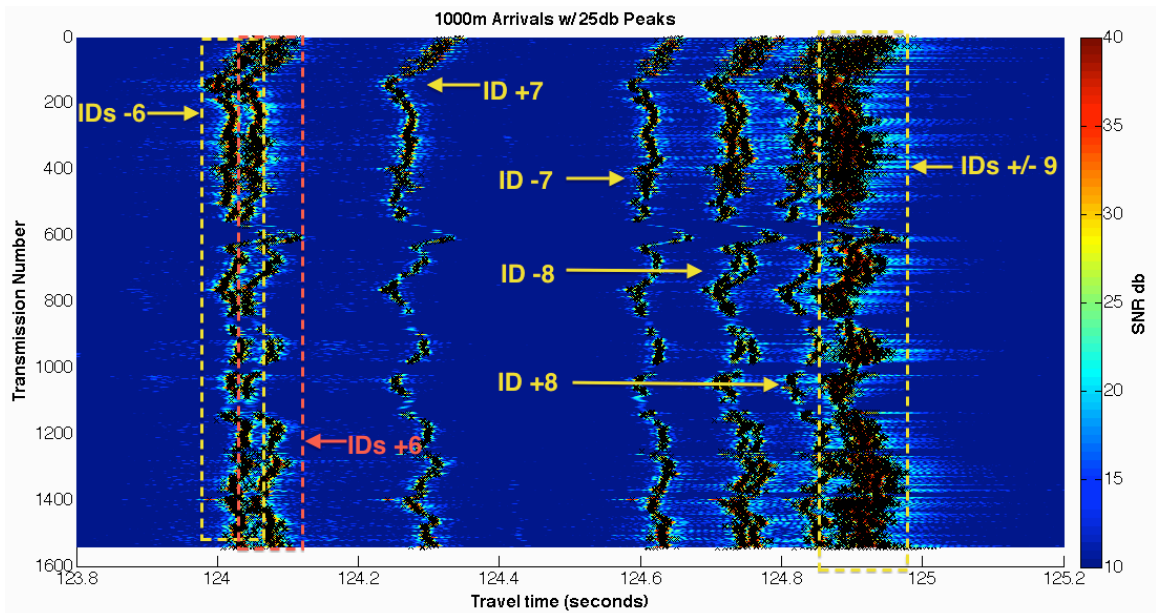 1000m Arrivals w/ 25db Peaks
0
200
400
600
800
1000
1200
1400
1600
Transmission Number
IDs -6
ID +7
ID -7
IDs +/- 9
ID -8
ID +8
IDs +6
123.8
124
124.2
124.4
124.6
124.8
125
125.2
Travel time (seconds)
40
35
30
25
20
15
10
SNR db